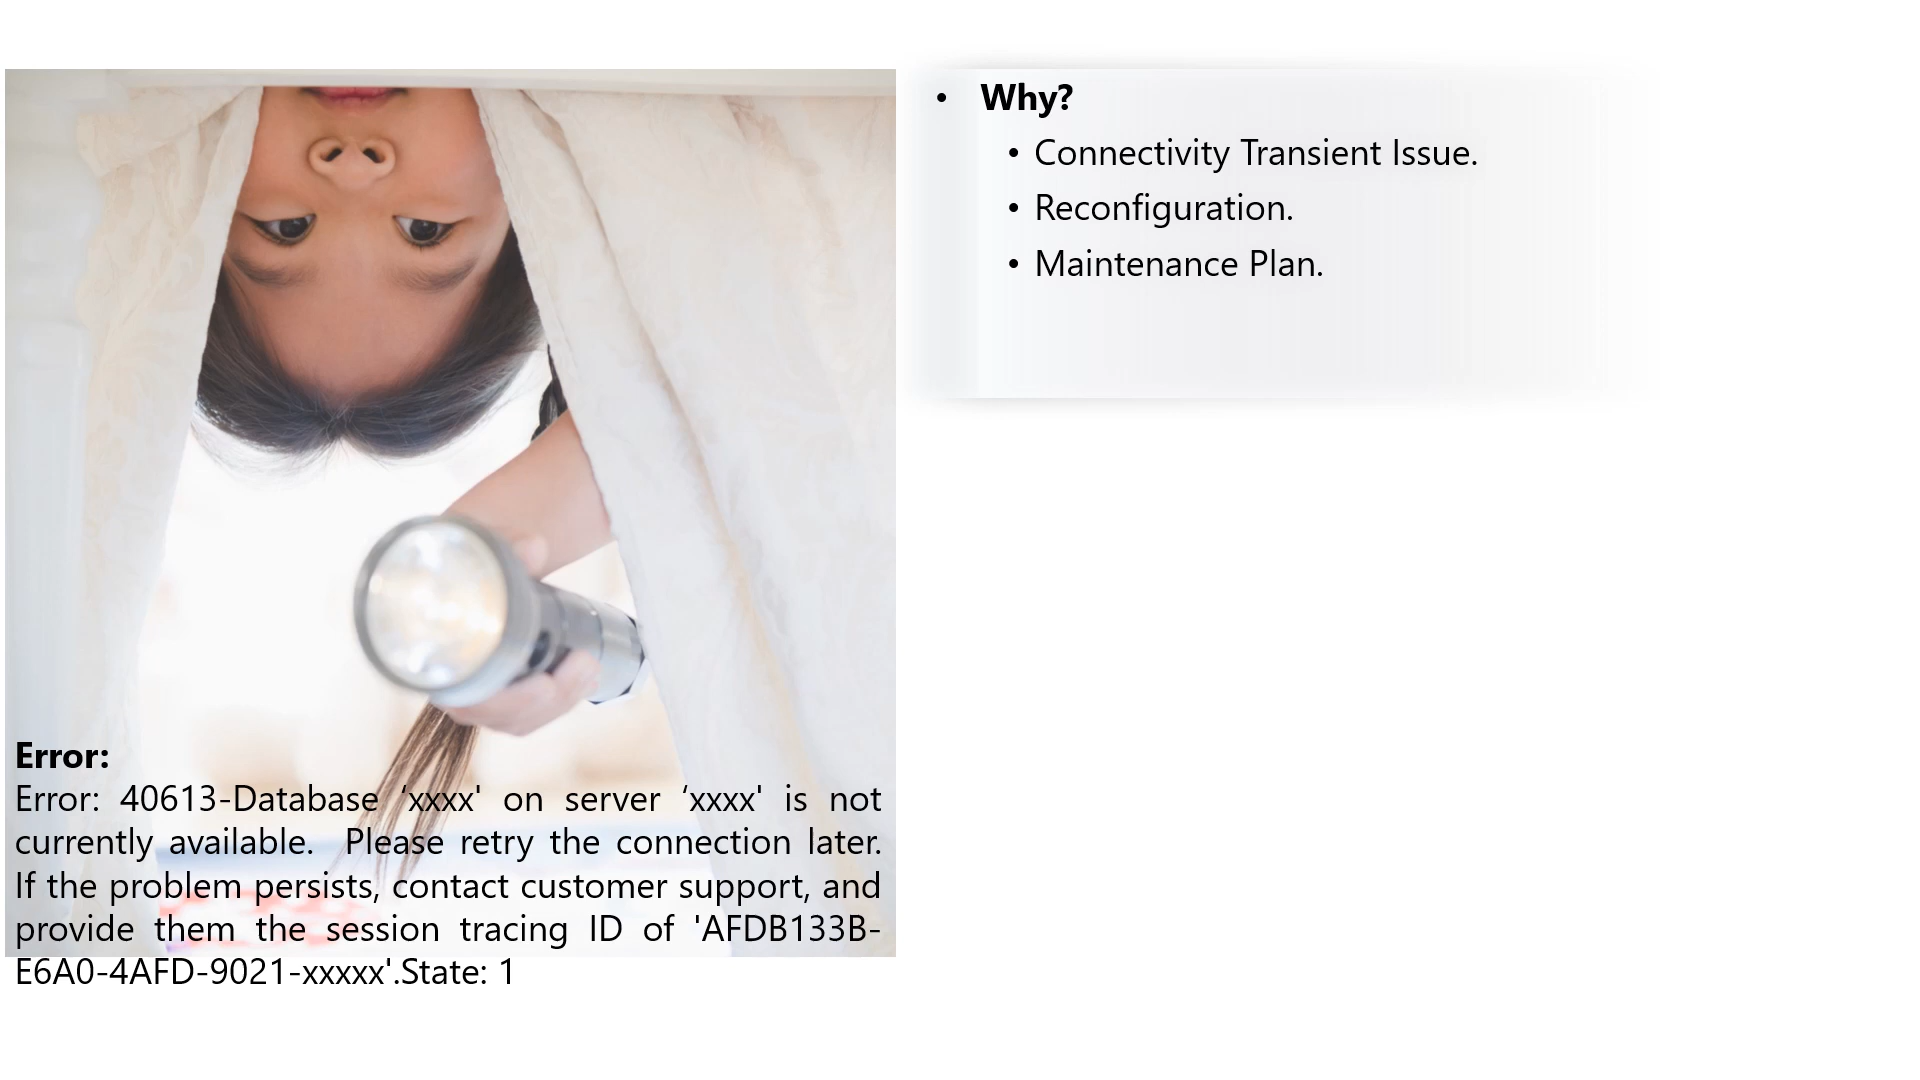 • Why?
• Connectivity Transient Issue.
• Reconfiguration.
• Maintenance Plan.
Error:
Error: 40613-Database ‘xxxx' on server ‘xxxx' is not
currently available.  Please retry the connection later.
If the problem persists, contact customer support, and
provide them the session tracing ID of 'AFDB133B-
E6A0-4AFD-9021-xxxxx'.State: 1